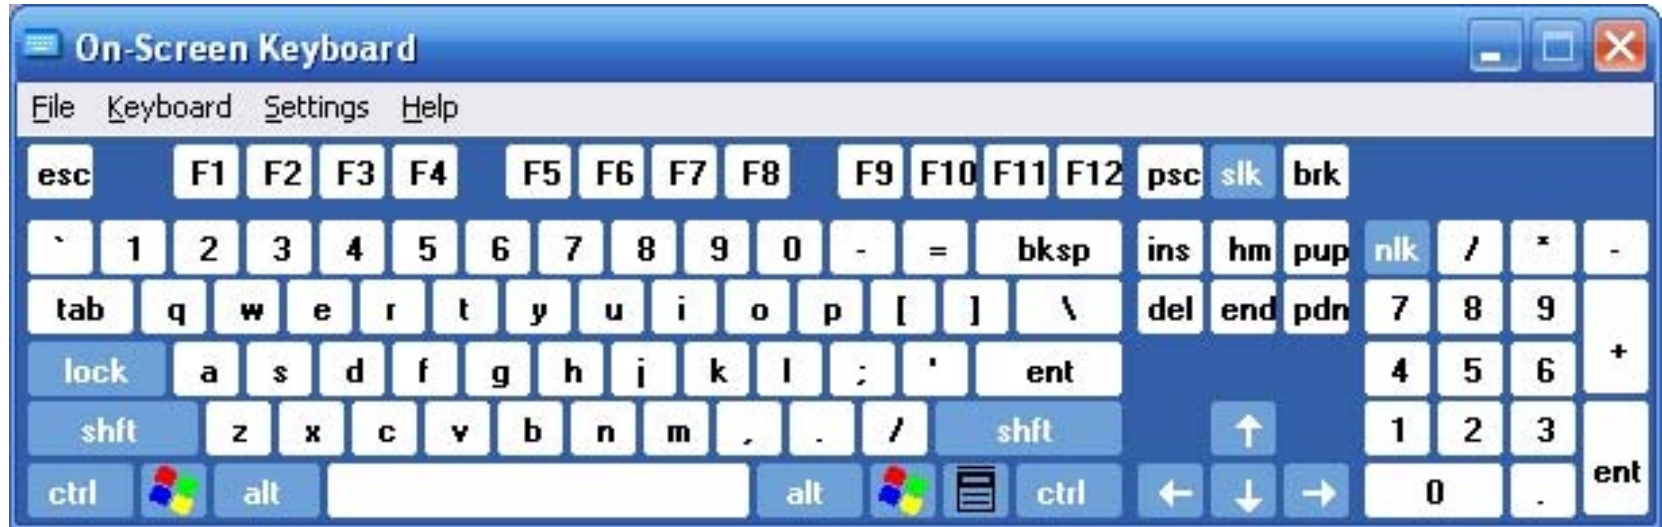 On-Screen Keyboard
File Keyboard Settings Help
esc F1 F2 F3 F4 F5 F6 F7 F8 F9 F10 F11 F12 psc slk brk
` 1 2 3 4 5 6 7 8 9 0 - = bksp ins hm pup nlk / * -
tab q w e r t y u i o p [ ] \ del end pdn 7 8 9 +
lock a s d f g h j k l ; ' ent 4 5 6
shft z x c v b n m , . / shft ↑ 1 2 3 ent
ctrl alt alt ctrl ← ↓ → 0 .